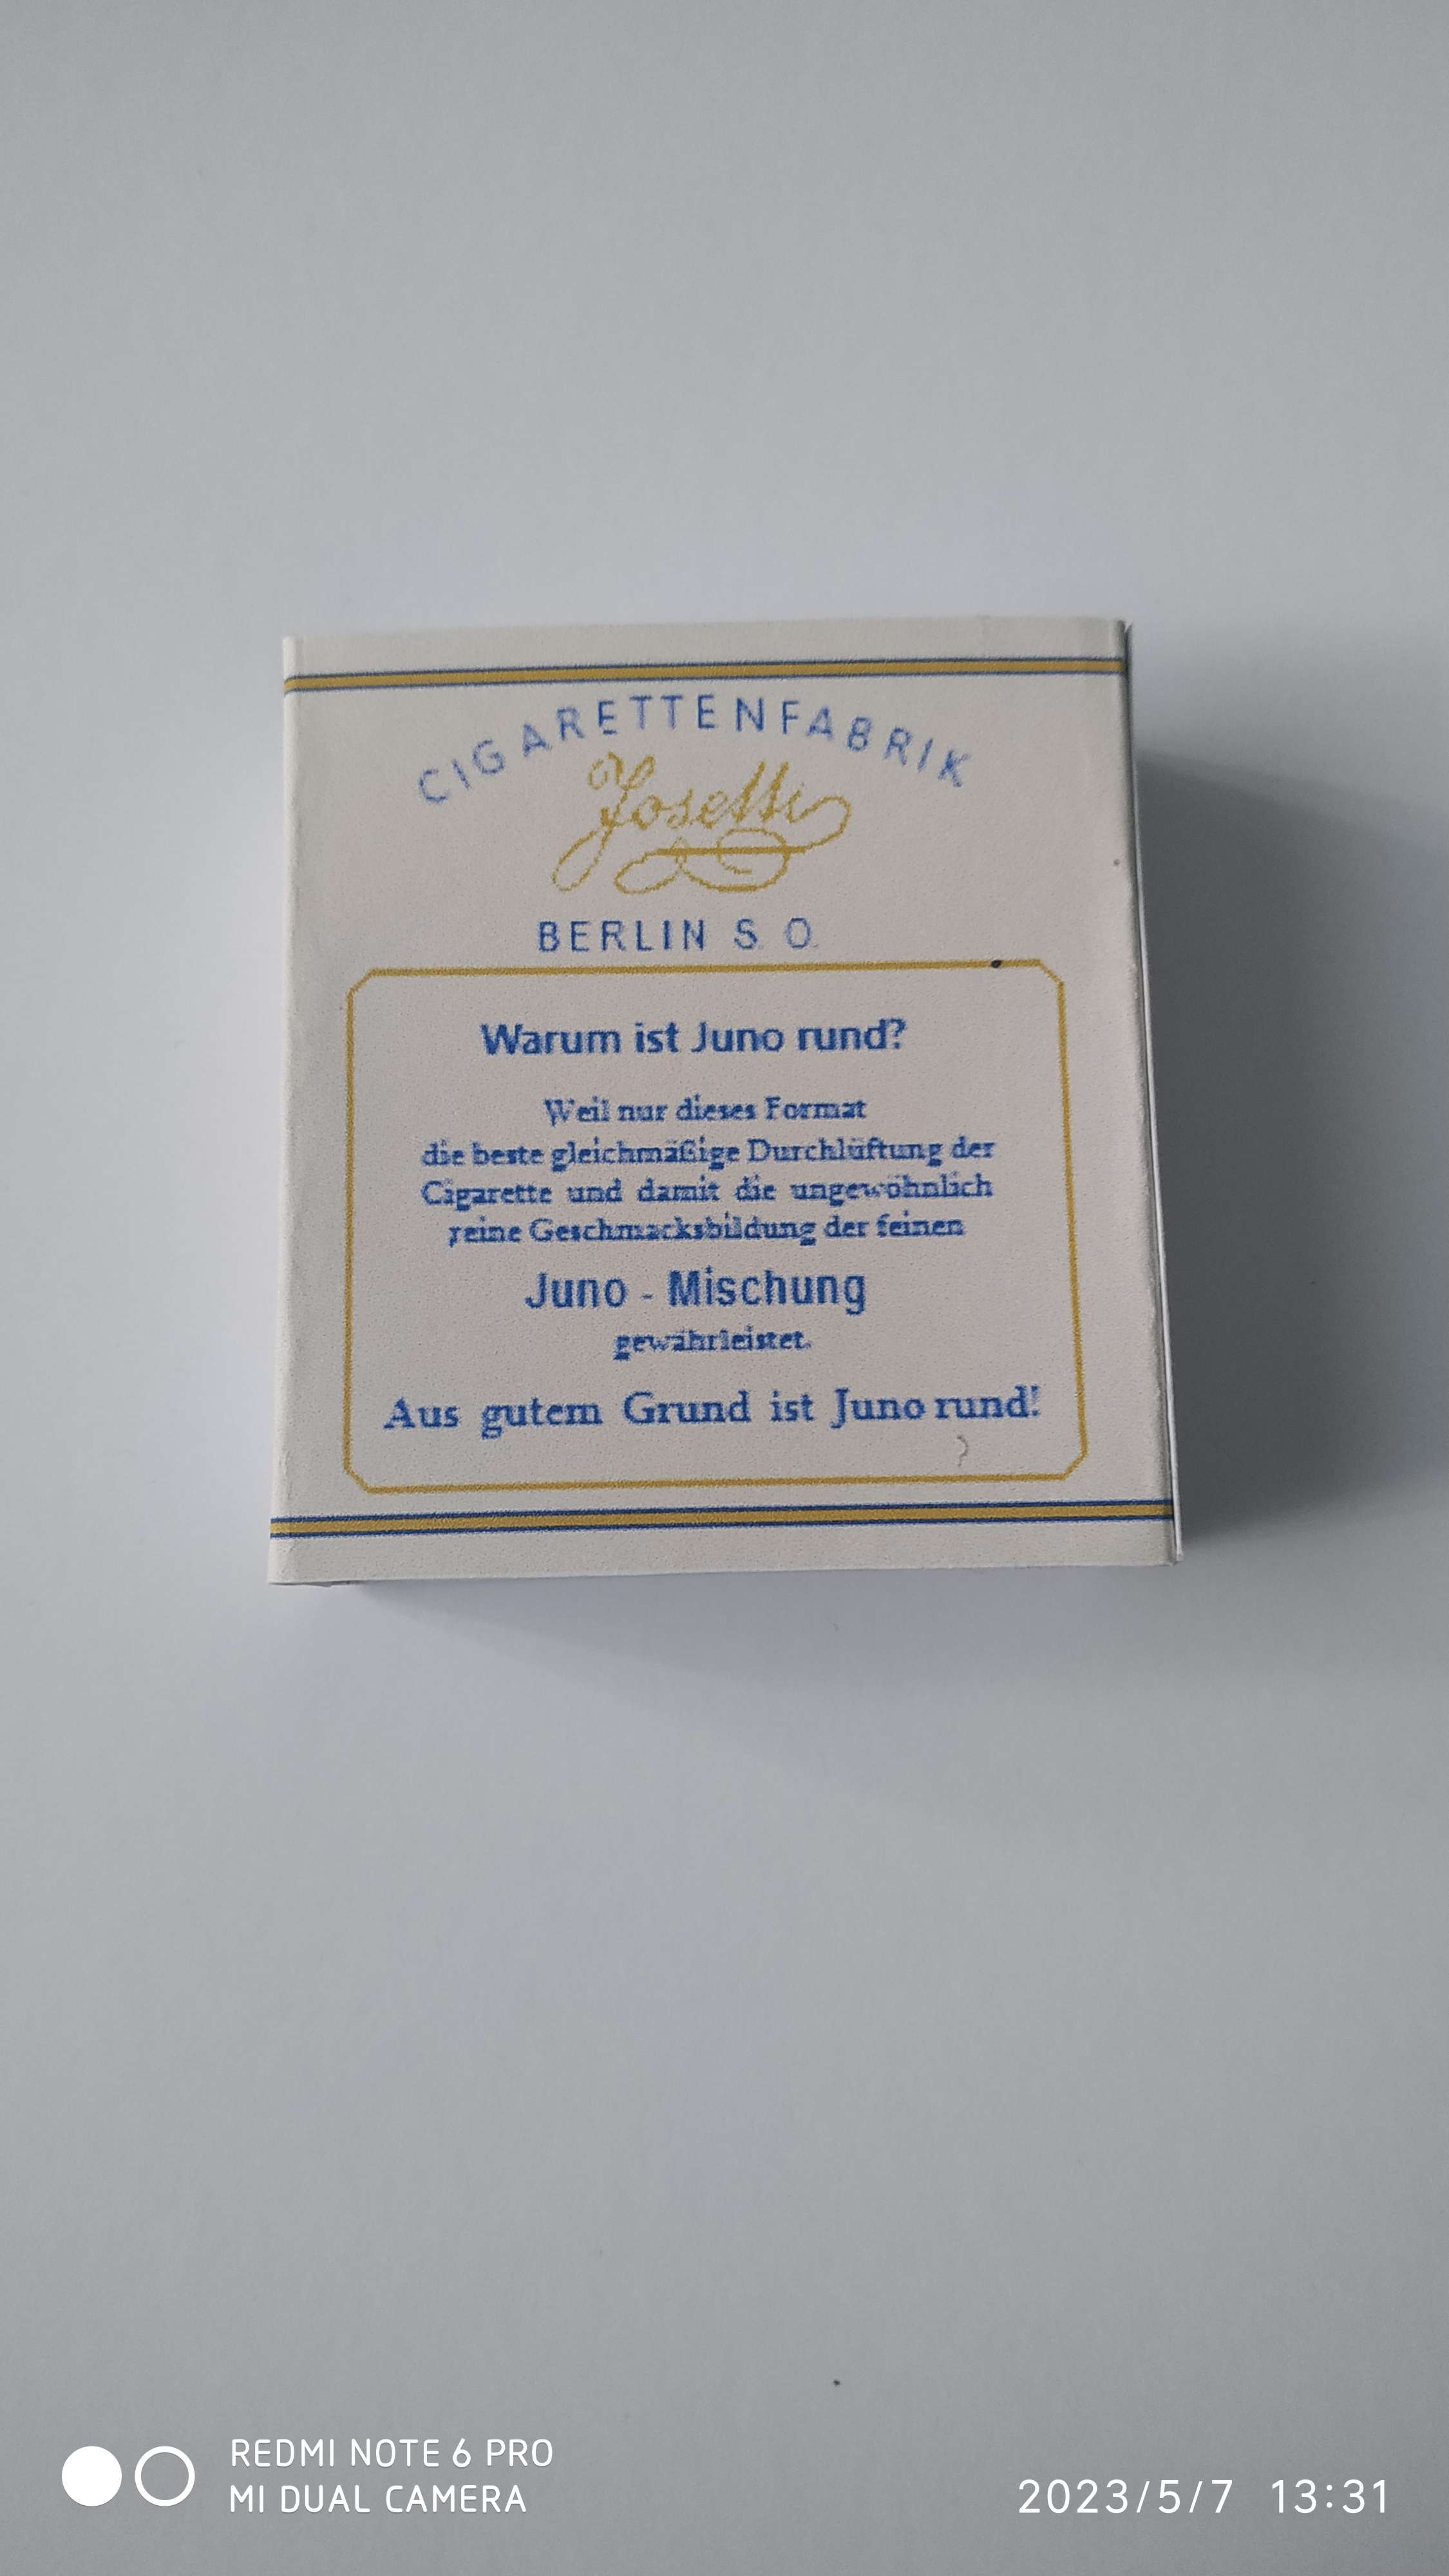 CIGARETTENFABRIK
Josetti
BERLIN S. O.
Warum ist Juno rund?
Weil nur dieses Format
die beste gleichmäßige Durchlüftung der
Cigarette und damit die ungewöhnlich
reine Geschmacksbildung der feinen
Juno - Mischung
gewährleistet.
Aus gutem Grund ist Juno rund!
REDMI NOTE 6 PRO
MI DUAL CAMERA
2023/5/7 13:31